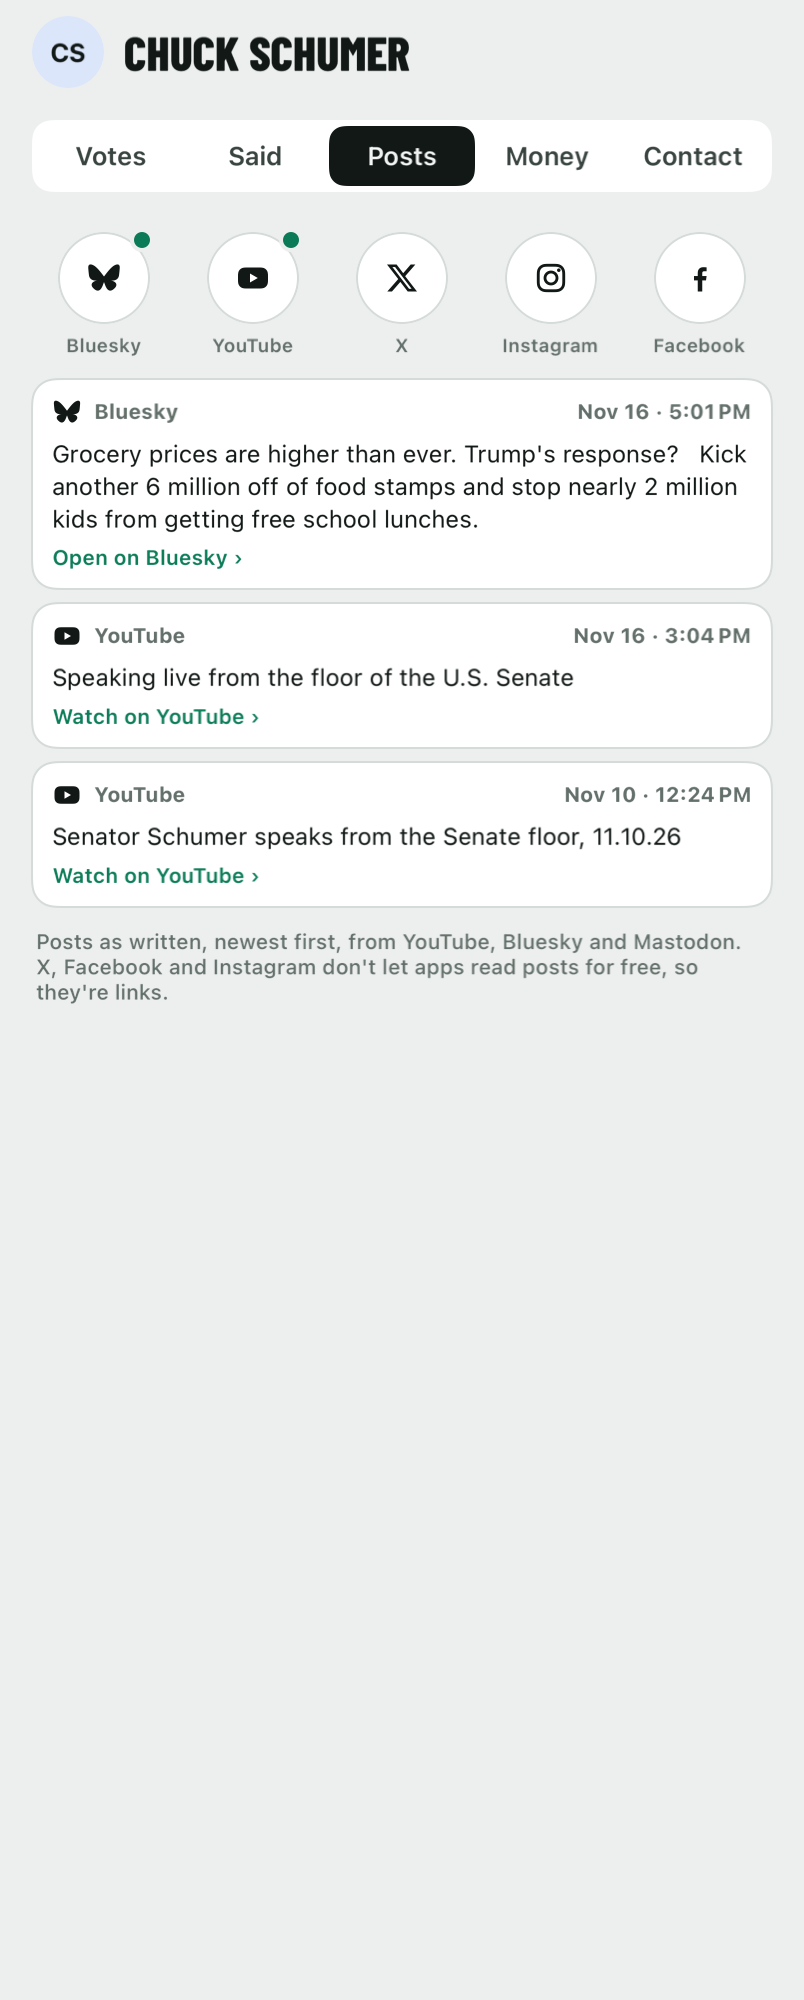 CS
CHUCK SCHUMER
Votes Said Posts Money Contact
Bluesky YouTube X Instagram Facebook
Bluesky Nov 16 · 5:01 PM
Grocery prices are higher than ever. Trump's response?   Kick
another 6 million off of food stamps and stop nearly 2 million
kids from getting free school lunches.
Open on Bluesky ›
YouTube Nov 16 · 3:04 PM
Speaking live from the floor of the U.S. Senate
Watch on YouTube ›
YouTube Nov 10 · 12:24 PM
Senator Schumer speaks from the Senate floor, 11.10.26
Watch on YouTube ›
Posts as written, newest first, from YouTube, Bluesky and Mastodon.
X, Facebook and Instagram don't let apps read posts for free, so
they're links.